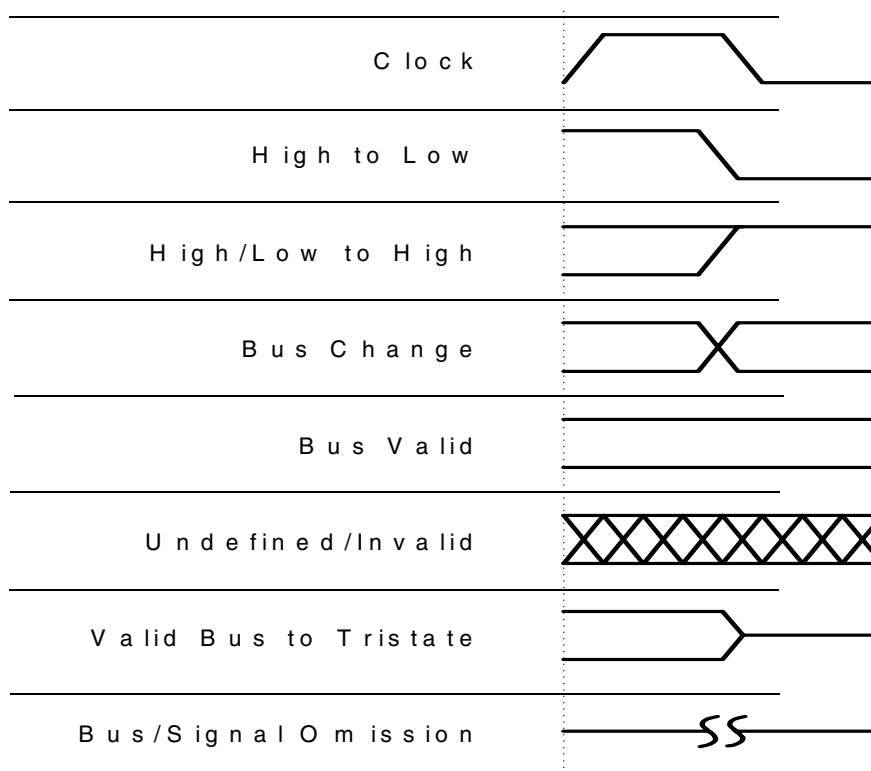 Clock
High to Low
High/Low to High
Bus Change
Bus Valid
Undefined/Invalid
Valid Bus to Tristate
Bus/Signal Omission